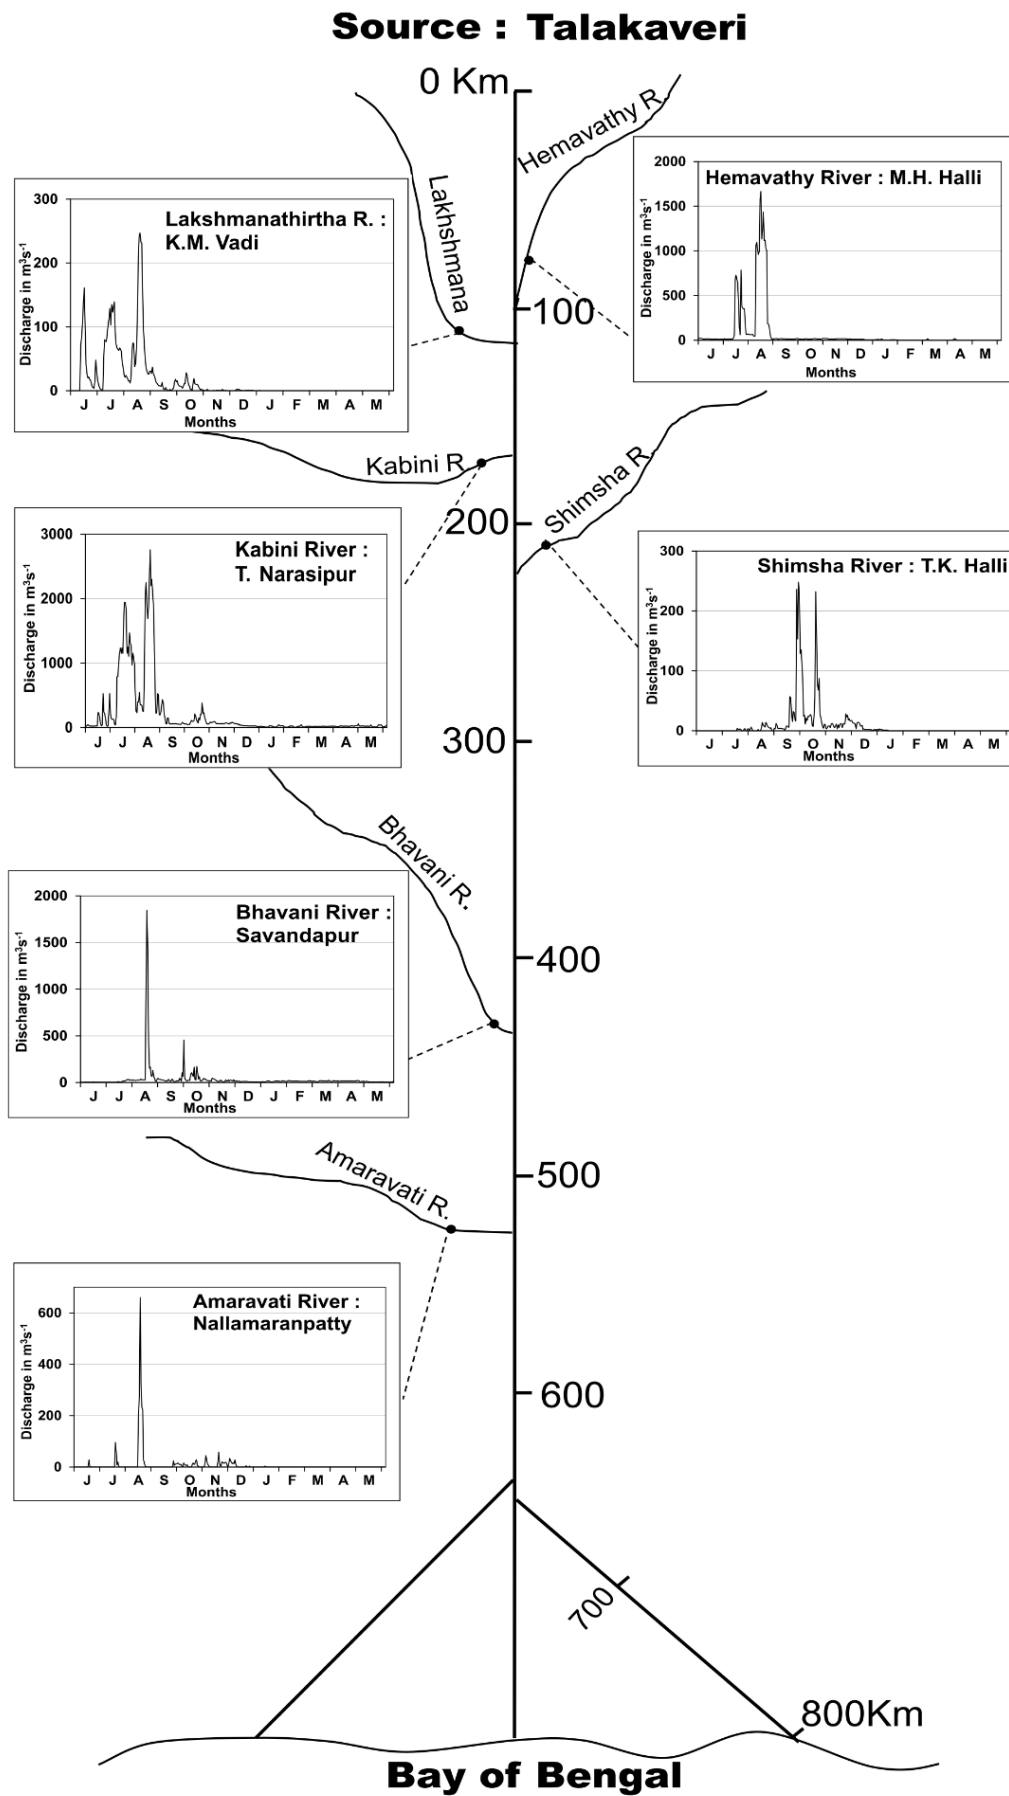 Source : Talakaveri
0 Km
Hemavathy R.
Lakhshmana
100
Lakshmanathirtha R. :
K.M. Vadi
Discharge in m³s⁻¹
300
200
100
0
J J A S O N D J F M A M
Months
Hemavathy River : M.H. Halli
Discharge in m³s⁻¹
2000
1500
1000
500
0
J J A S O N D J F M A M
Months
Kabini R.
Shimsha R.
200
Kabini River :
T. Narasipur
Discharge in m³s⁻¹
3000
2000
1000
0
J J A S O N D J F M A M
Months
Shimsha River : T.K. Halli
Discharge in m³s⁻¹
300
200
100
0
J J A S O N D J F M A M
Months
300
Bhavani R.
400
Bhavani River :
Savandapur
Discharge in m³s⁻¹
2000
1500
1000
500
0
J J A S O N D J F M A M
Months
Amaravati R.
500
Amaravati River :
Nallamaranpatty
Discharge in m³s⁻¹
600
400
200
0
J J A S O N D J F M A M
Months
600
700
800Km
Bay of Bengal